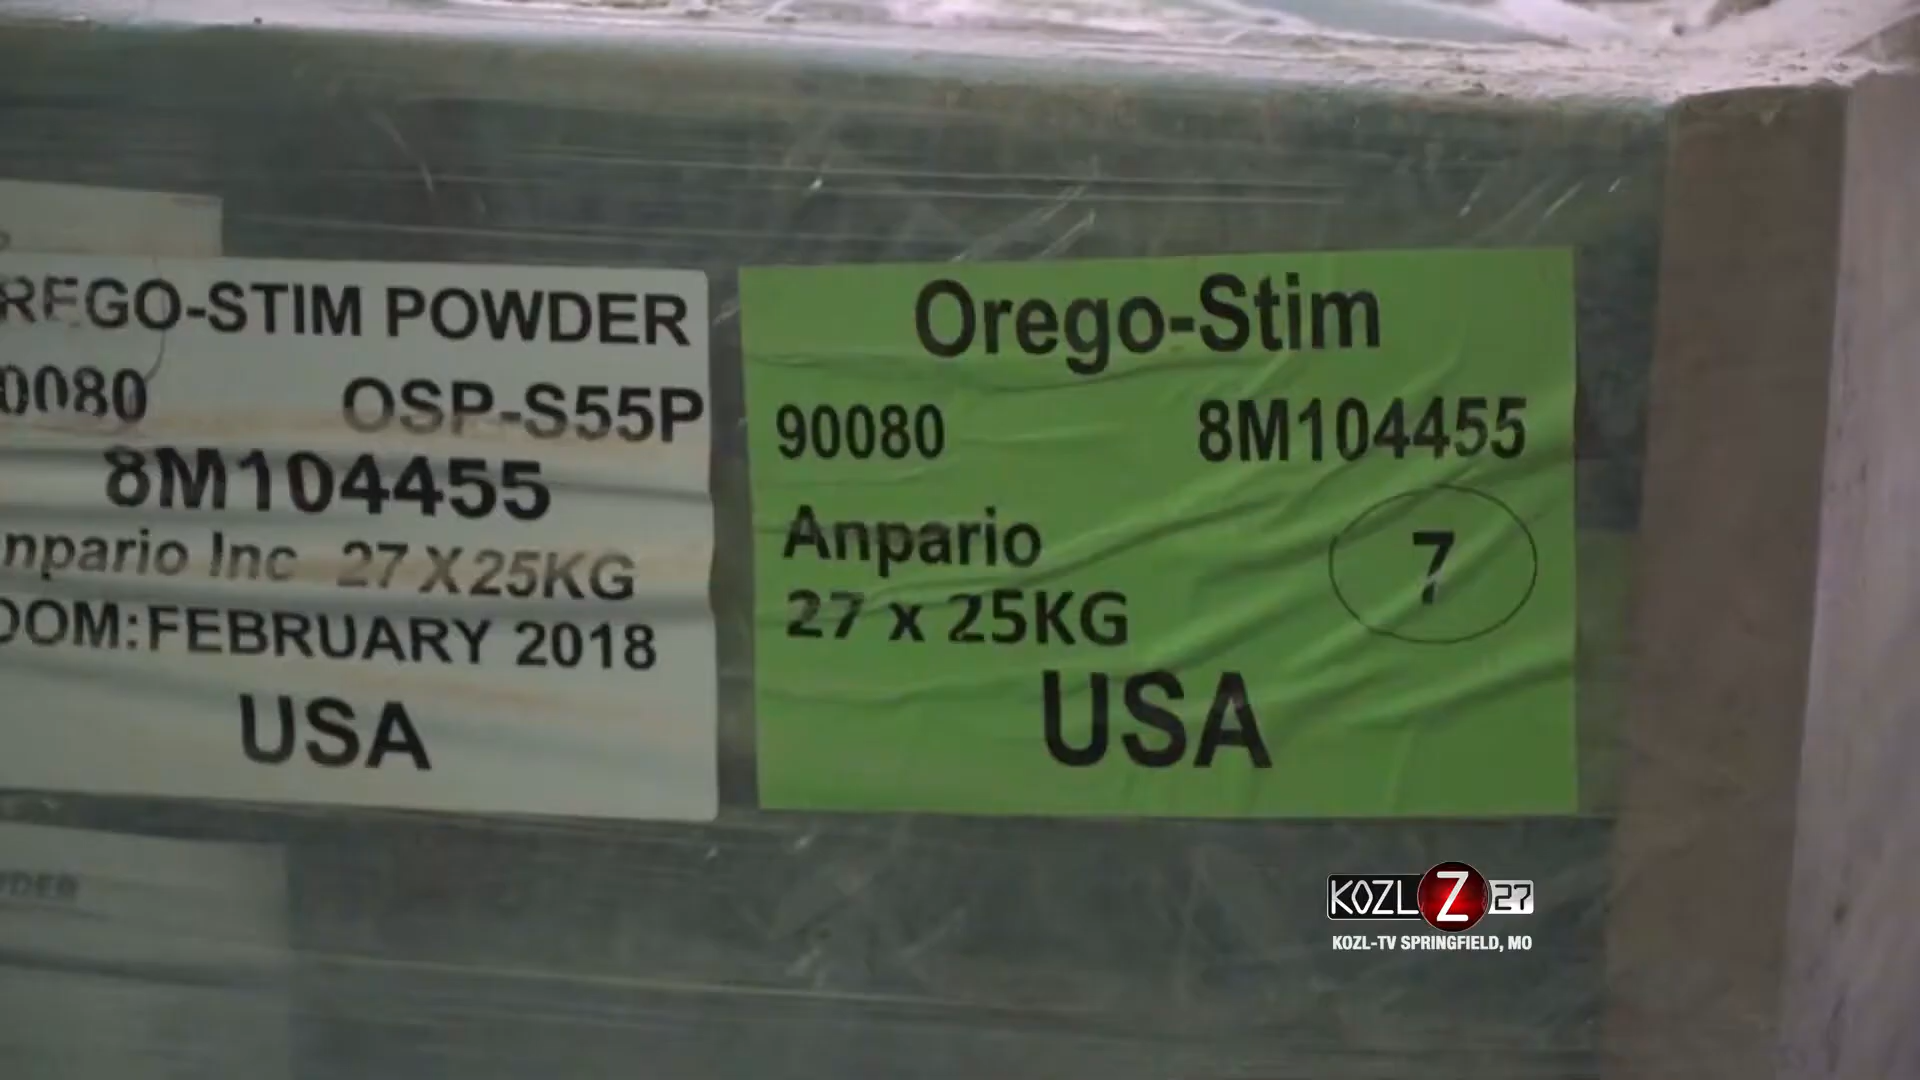 REGO-STIM POWDER
0080 OSP-S55P
8M104455
npario Inc 27 X 25KG
DOM:FEBRUARY 2018
USA
Orego-Stim
90080 8M104455
Anpario
7
27 x 25KG
USA
KOZL Z 27
KOZL-TV SPRINGFIELD, MO